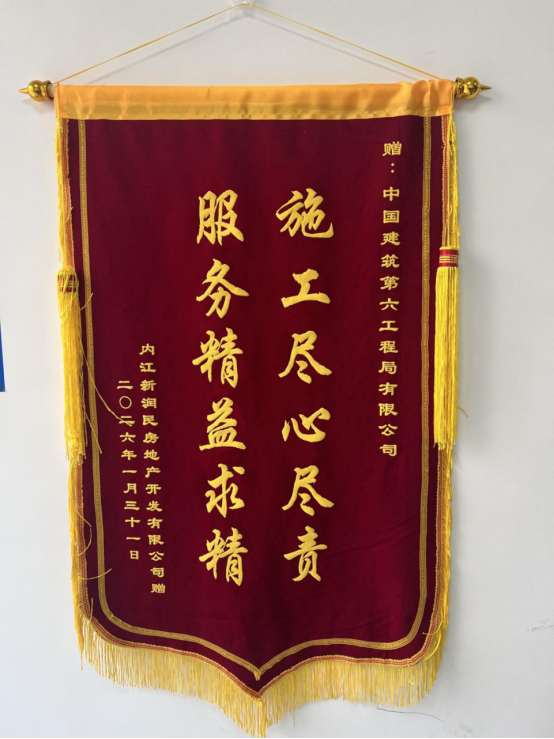 赠：中国建筑第六工程局有限公司
施工尽心尽责
服务精益求精
内江新润民房地产开发有限公司赠
二〇二六年一月三十一日